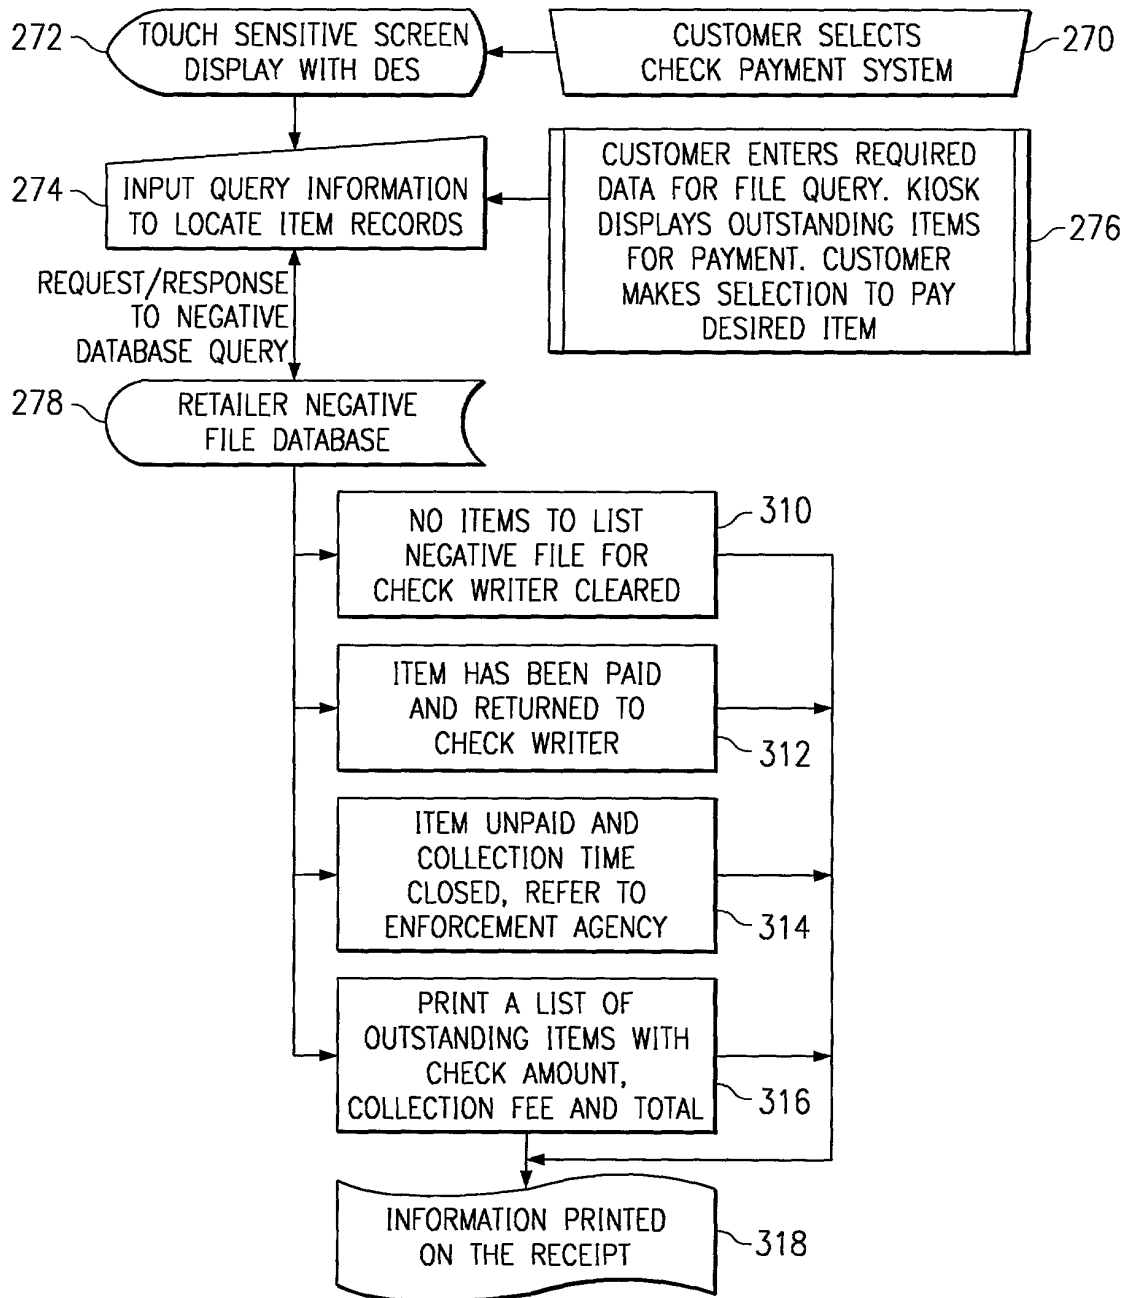 272
TOUCH SENSITIVE SCREEN
DISPLAY WITH DES
CUSTOMER SELECTS
CHECK PAYMENT SYSTEM
270
274
INPUT QUERY INFORMATION
TO LOCATE ITEM RECORDS
CUSTOMER ENTERS REQUIRED
DATA FOR FILE QUERY. KIOSK
DISPLAYS OUTSTANDING ITEMS
FOR PAYMENT. CUSTOMER
MAKES SELECTION TO PAY
DESIRED ITEM
276
REQUEST/RESPONSE
TO NEGATIVE
DATABASE QUERY
278
RETAILER NEGATIVE
FILE DATABASE
NO ITEMS TO LIST
NEGATIVE FILE FOR
CHECK WRITER CLEARED
310
ITEM HAS BEEN PAID
AND RETURNED TO
CHECK WRITER
312
ITEM UNPAID AND
COLLECTION TIME
CLOSED, REFER TO
ENFORCEMENT AGENCY
314
PRINT A LIST OF
OUTSTANDING ITEMS WITH
CHECK AMOUNT,
COLLECTION FEE AND TOTAL
316
INFORMATION PRINTED
ON THE RECEIPT
318